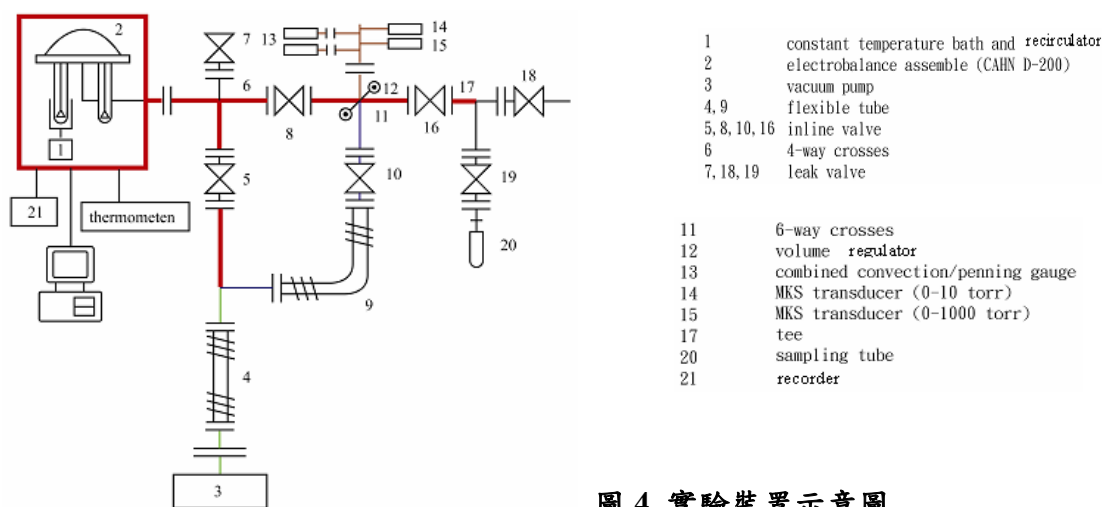 2
7
13
14
15
6
8
12
11
17
16
18
1
5
10
19
21
thermometen
20
9
4
3
1 constant temperature bath and recirculator
2 electrobalance assemble (CAHN D-200)
3 vacuum pump
4,9 flexible tube
5,8,10,16 inline valve
6 4-way crosses
7,18,19 leak valve
11 6-way crosses
12 volume regulator
13 combined convection/penning gauge
14 MKS transducer (0-10 torr)
15 MKS transducer (0-1000 torr)
17 tee
20 sampling tube
21 recorder
圖 4 實驗裝置示意圖